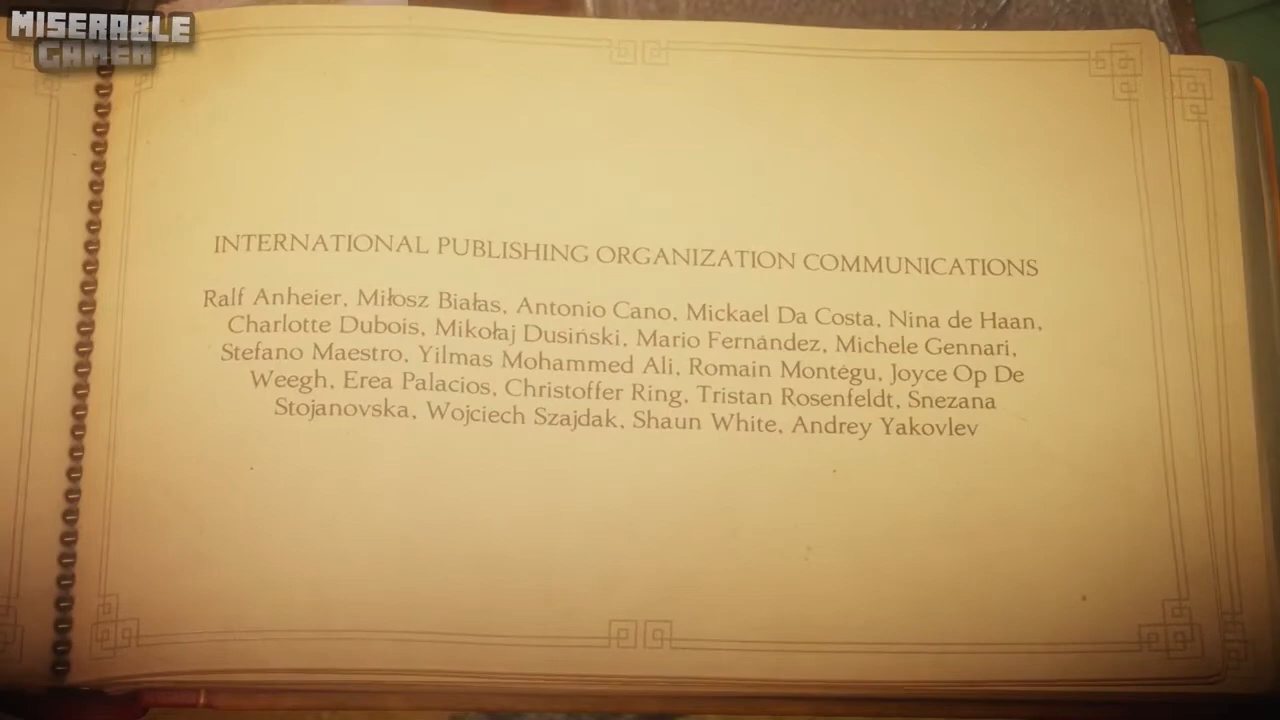 MISERABLE
GAMER
INTERNATIONAL PUBLISHING ORGANIZATION COMMUNICATIONS
Ralf Anheier, Miłosz Białas, Antonio Cano, Mickael Da Costa, Nina de Haan,
Charlotte Dubois, Mikołaj Dusiński, Mario Fernández, Michele Gennari,
Stefano Maestro, Yilmas Mohammed Ali, Romain Montégu, Joyce Op De
Weegh, Erea Palacios, Christoffer Ring, Tristan Rosenfeldt, Snezana
Stojanovska, Wojciech Szajdak, Shaun White, Andrey Yakovlev